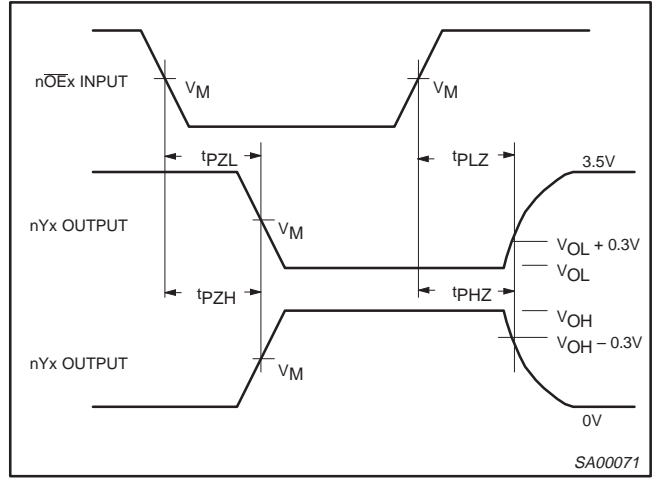 nOEx INPUT
VM
VM
tPZL
tPLZ
3.5V
nYx OUTPUT
VM
VOL + 0.3V
VOL
tPZH
tPHZ
VOH
VOH – 0.3V
nYx OUTPUT
VM
0V
SA00071